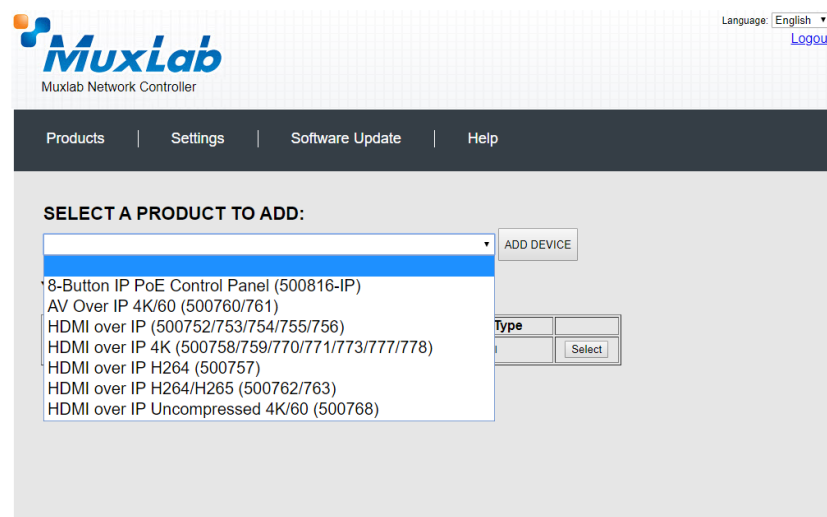 Language: English
Logou
MuxLab
Muxlab Network Controller
Products | Settings | Software Update | Help
SELECT A PRODUCT TO ADD:
ADD DEVICE
8-Button IP PoE Control Panel (500816-IP)
AV Over IP 4K/60 (500760/761)
HDMI over IP (500752/753/754/755/756)
Type
HDMI over IP 4K (500758/759/770/771/773/777/778)
Select
HDMI over IP H264 (500757)
HDMI over IP H264/H265 (500762/763)
HDMI over IP Uncompressed 4K/60 (500768)